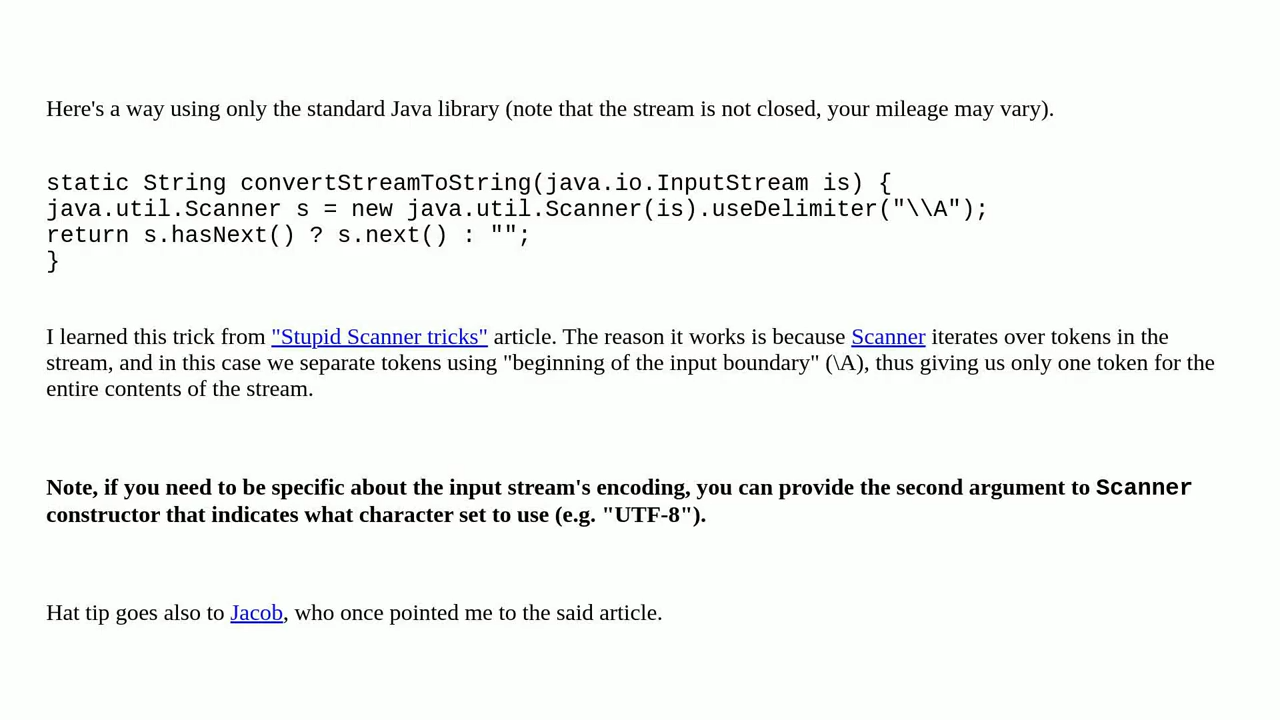 Here's a way using only the standard Java library (note that the stream is not closed, your mileage may vary).
static String convertStreamToString(java.io.InputStream is) {
java.util.Scanner s = new java.util.Scanner(is).useDelimiter("\\A");
return s.hasNext() ? s.next() : "";
}
I learned this trick from "Stupid Scanner tricks" article. The reason it works is because Scanner iterates over tokens in the
stream, and in this case we separate tokens using "beginning of the input boundary" (\A), thus giving us only one token for the
entire contents of the stream.
Note, if you need to be specific about the input stream's encoding, you can provide the second argument to Scanner
constructor that indicates what character set to use (e.g. "UTF-8").
Hat tip goes also to Jacob, who once pointed me to the said article.